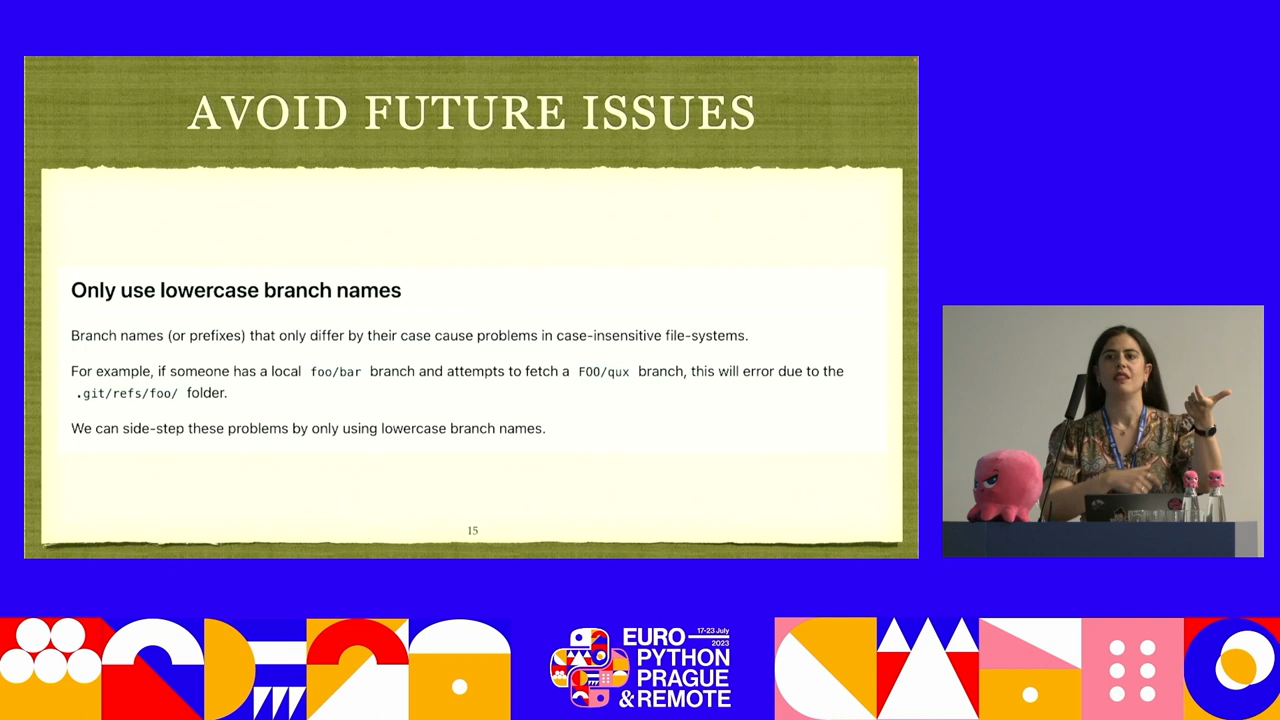 AVOID FUTURE ISSUES
Only use lowercase branch names
Branch names (or prefixes) that only differ by their case cause problems in case-insensitive file-systems.
For example, if someone has a local foo/bar branch and attempts to fetch a FOO/qux branch, this will error due to the
.git/refs/foo/ folder.
We can side-step these problems by only using lowercase branch names.
15
EURO 17-23 July
2023
PYTHON
PRAGUE
& REMOTE